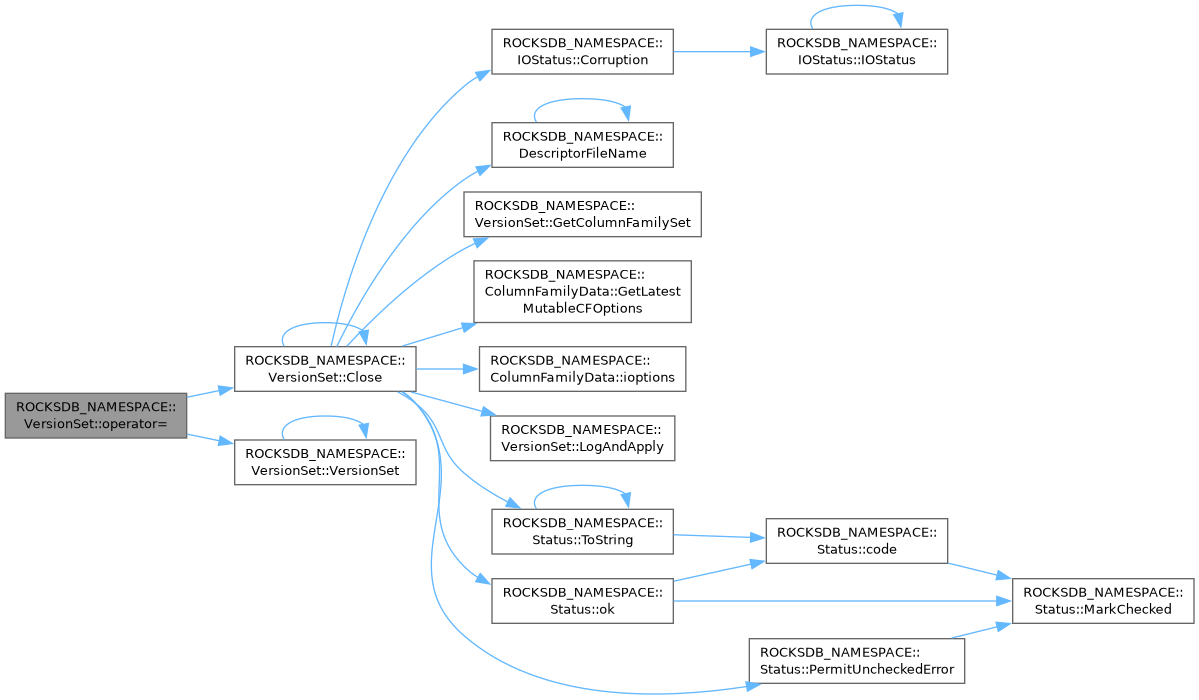 ROCKSDB_NAMESPACE::
VersionSet::operator=
ROCKSDB_NAMESPACE::
VersionSet::Close
ROCKSDB_NAMESPACE::
IOStatus::Corruption
ROCKSDB_NAMESPACE::
IOStatus::IOStatus
ROCKSDB_NAMESPACE::
DescriptorFileName
ROCKSDB_NAMESPACE::
VersionSet::GetColumnFamilySet
ROCKSDB_NAMESPACE::
ColumnFamilyData::GetLatest
MutableCFOptions
ROCKSDB_NAMESPACE::
ColumnFamilyData::ioptions
ROCKSDB_NAMESPACE::
VersionSet::LogAndApply
ROCKSDB_NAMESPACE::
Status::ToString
ROCKSDB_NAMESPACE::
Status::code
ROCKSDB_NAMESPACE::
Status::MarkChecked
ROCKSDB_NAMESPACE::
Status::ok
ROCKSDB_NAMESPACE::
Status::PermitUncheckedError
ROCKSDB_NAMESPACE::
VersionSet::VersionSet